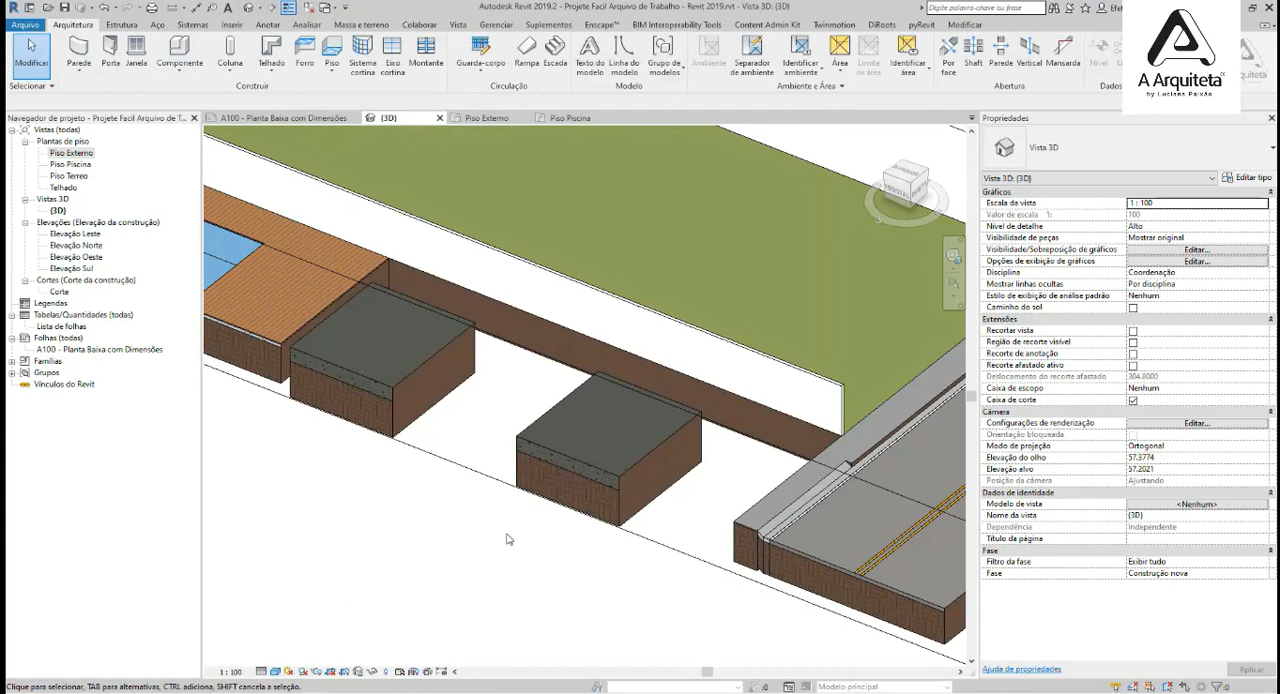 Autodesk Revit 2019.2 - Projete Facil Arquivo de Trabalho - Revit 2019.rvt - Vista 3D: {3D}
Digite palavra-chave ou frase
Arquivo Arquitetura Estrutura Aço Sistemas Inserir Anotar Analisar Massa e terreno Colaborar Vista Gerenciar Suplementos Enscape™ BIM Interoperability Tools Content Admin Kit Twinmotion DiRoots pyRevit Modificar
Modificar Parede Porta Janela Componente Coluna Telhado Forro Piso Sistema cortina Eixo cortina Montante Guarda-corpo Rampa Escada Texto do modelo Linha do modelo Grupo de modelos Ambiente Separador de ambiente Identificar ambiente Área Limite de área Identificar área Por face Shaft Parede Vertical Mansarda Nível
Selecionar Construir Circulação Modelo Ambiente e Área Abertura Dados
A Arquiteta
by Luciana Paixão
Navegador de projeto - Projete Facil Arquivo de T...
A100 - Planta Baixa com Dimensões
{3D}
Piso Externo
Piso Piscina
Vistas (todas)
Plantas de piso
Piso Externo
Piso Piscina
Piso Terreo
Telhado
Vistas 3D
{3D}
Elevações (Elevação da construção)
Elevação Leste
Elevação Norte
Elevação Oeste
Elevação Sul
Cortes (Corte da construção)
Corte
Legendas
Tabelas/Quantidades (todas)
Lista de folhas
Folhas (todas)
A100 - Planta Baixa com Dimensões
Famílias
Grupos
Vínculos do Revit
Propriedades
Vista 3D
Vista 3D: {3D} Editar tipo
Gráficos
Escala da vista 1 : 100
Valor de escala 1: 100
Nível de detalhe Alto
Visibilidade de peças Mostrar original
Visibilidade/Sobreposição de gráficos Editar...
Opções de exibição de gráficos Editar...
Disciplina Coordenação
Mostrar linhas ocultas Por disciplina
Estilo de exibição de análise padrão Nenhum
Caminho do sol
Extensões
Recortar vista
Região de recorte visível
Recorte de anotação
Recorte afastado ativo
Deslocamento do recorte afastado 304.8000
Caixa de escopo Nenhum
Caixa de corte
Câmera
Configurações de renderização Editar...
Orientação bloqueada
Modo de projeção Ortogonal
Elevação do olho 57.3774
Elevação alvo 57.2021
Posição da câmera Ajustando
Dados de identidade
Modelo de vista <Nenhum>
Nome da vista {3D}
Dependência Independente
Título da página
Fase
Filtro da fase Exibir tudo
Fase Construção nova
Ajuda de propriedades Aplicar
1 : 100
Clique para selecionar, TAB para alternativas, CTRL adiciona, SHIFT cancela a seleção.
:0
Modelo principal
:0